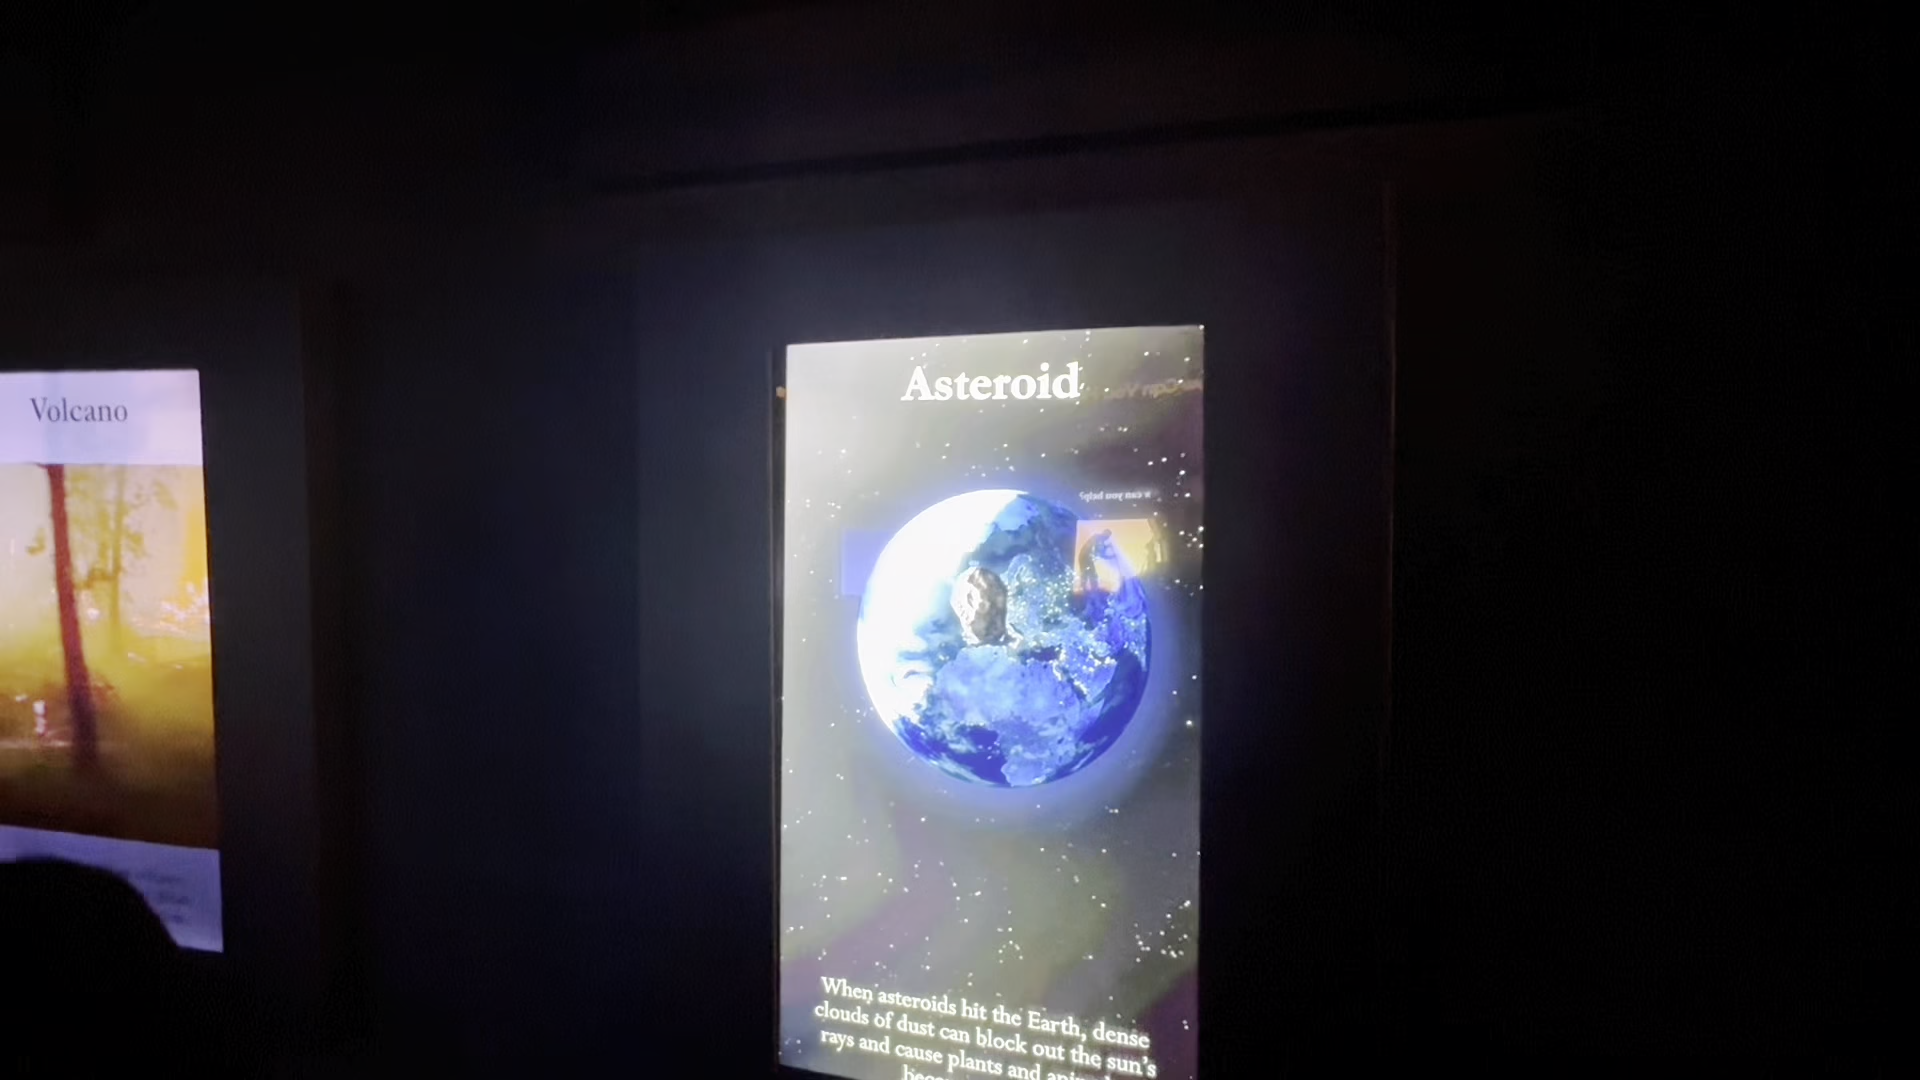 Volcano
Asteroid
When asteroids hit the Earth, dense
clouds of dust can block out the sun's
rays and cause plants and